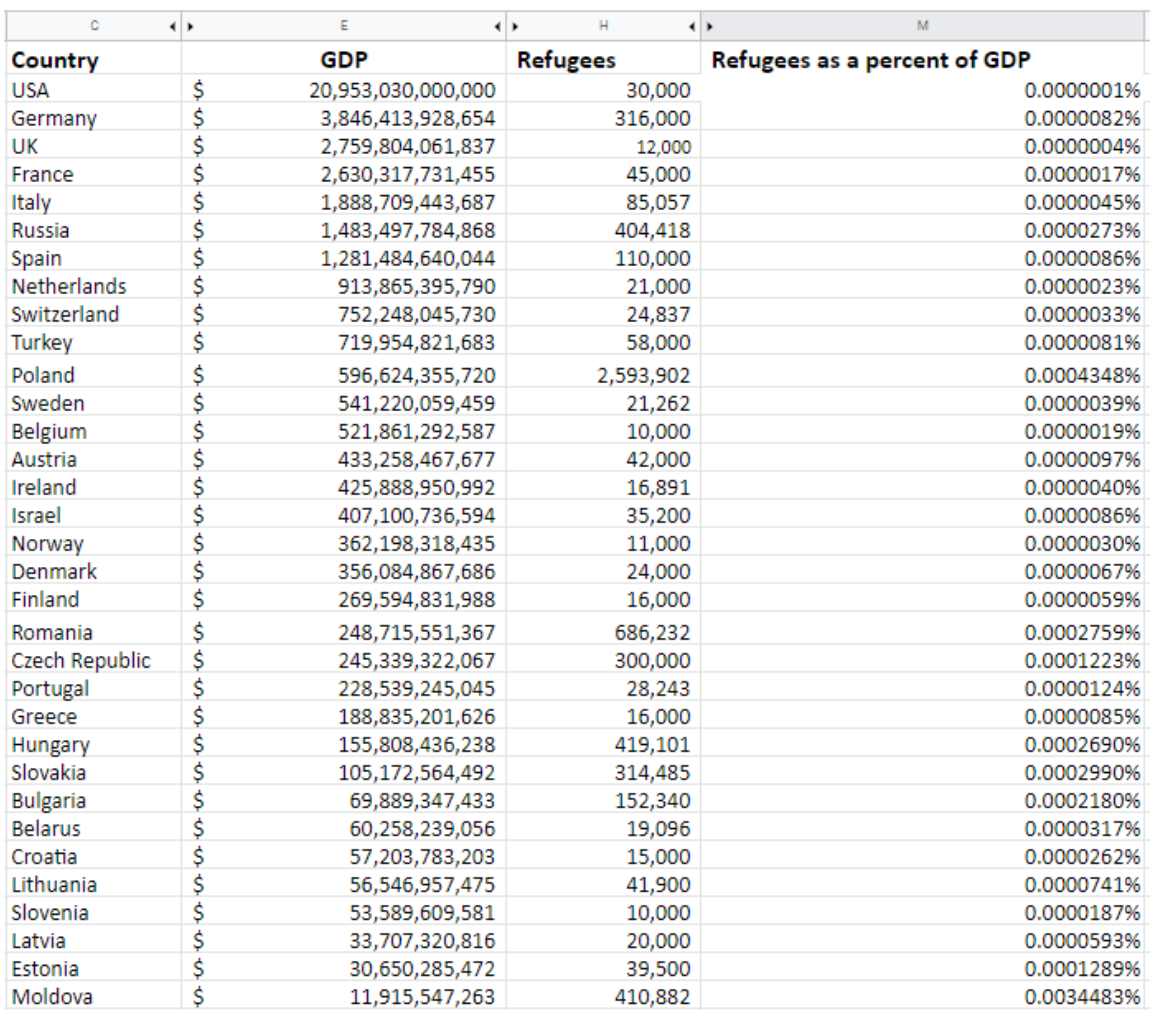 C E H M
Country GDP Refugees Refugees as a percent of GDP
USA $ 20,953,030,000,000 30,000 0.0000001%
Germany $ 3,846,413,928,654 316,000 0.0000082%
UK $ 2,759,804,061,837 12,000 0.0000004%
France $ 2,630,317,731,455 45,000 0.0000017%
Italy $ 1,888,709,443,687 85,057 0.0000045%
Russia $ 1,483,497,784,868 404,418 0.0000273%
Spain $ 1,281,484,640,044 110,000 0.0000086%
Netherlands $ 913,865,395,790 21,000 0.0000023%
Switzerland $ 752,248,045,730 24,837 0.0000033%
Turkey $ 719,954,821,683 58,000 0.0000081%
Poland $ 596,624,355,720 2,593,902 0.0004348%
Sweden $ 541,220,059,459 21,262 0.0000039%
Belgium $ 521,861,292,587 10,000 0.0000019%
Austria $ 433,258,467,677 42,000 0.0000097%
Ireland $ 425,888,950,992 16,891 0.0000040%
Israel $ 407,100,736,594 35,200 0.0000086%
Norway $ 362,198,318,435 11,000 0.0000030%
Denmark $ 356,084,867,686 24,000 0.0000067%
Finland $ 269,594,831,988 16,000 0.0000059%
Romania $ 248,715,551,367 686,232 0.0002759%
Czech Republic $ 245,339,322,067 300,000 0.0001223%
Portugal $ 228,539,245,045 28,243 0.0000124%
Greece $ 188,835,201,626 16,000 0.0000085%
Hungary $ 155,808,436,238 419,101 0.0002690%
Slovakia $ 105,172,564,492 314,485 0.0002990%
Bulgaria $ 69,889,347,433 152,340 0.0002180%
Belarus $ 60,258,239,056 19,096 0.0000317%
Croatia $ 57,203,783,203 15,000 0.0000262%
Lithuania $ 56,546,957,475 41,900 0.0000741%
Slovenia $ 53,589,609,581 10,000 0.0000187%
Latvia $ 33,707,320,816 20,000 0.0000593%
Estonia $ 30,650,285,472 39,500 0.0001289%
Moldova $ 11,915,547,263 410,882 0.0034483%